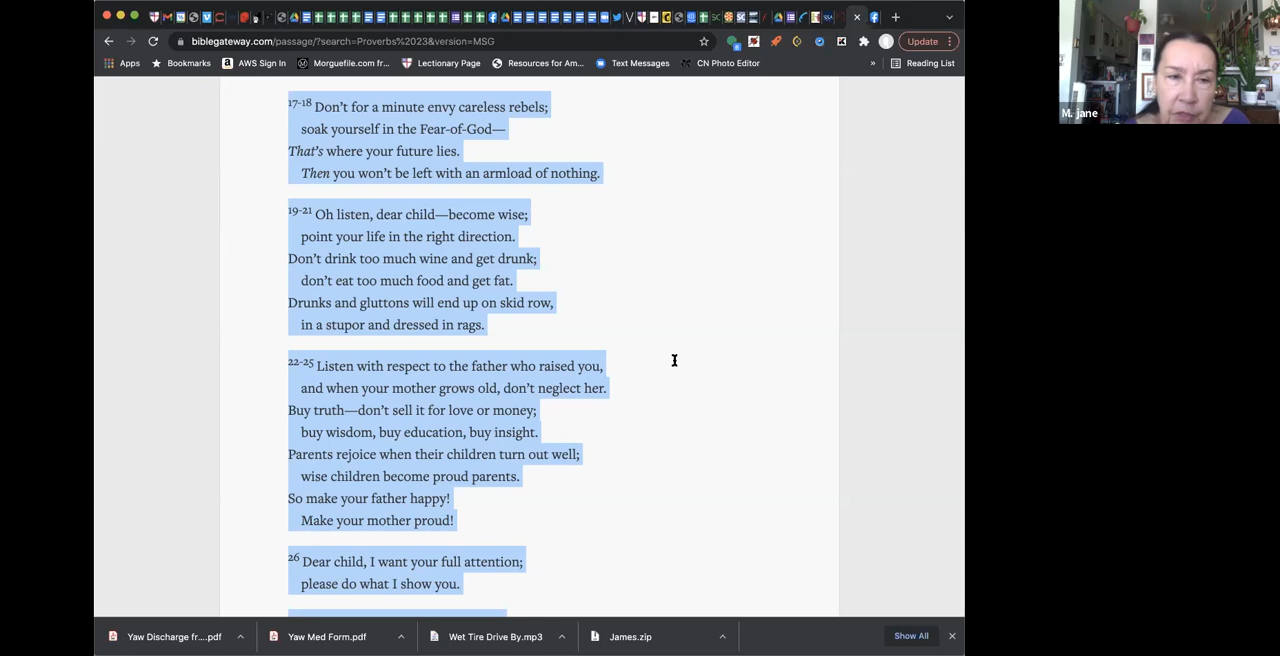 biblegateway.com/passage/?search=Proverbs%2023&version=MSG
Update
Apps
Bookmarks
AWS Sign In
Morguefile.com fr...
Lectionary Page
Resources for Am...
Text Messages
CN Photo Editor
»
Reading List
17-18 Don’t for a minute envy careless rebels;
soak yourself in the Fear-of-God—
That’s where your future lies.
Then you won’t be left with an armload of nothing.
19-21 Oh listen, dear child—become wise;
point your life in the right direction.
Don’t drink too much wine and get drunk;
don’t eat too much food and get fat.
Drunks and gluttons will end up on skid row,
in a stupor and dressed in rags.
22-25 Listen with respect to the father who raised you,
and when your mother grows old, don’t neglect her.
Buy truth—don’t sell it for love or money;
buy wisdom, buy education, buy insight.
Parents rejoice when their children turn out well;
wise children become proud parents.
So make your father happy!
Make your mother proud!
26 Dear child, I want your full attention;
please do what I show you.
Yaw Discharge fr....pdf
Yaw Med Form.pdf
Wet Tire Drive By.mp3
James.zip
Show All
M. jane